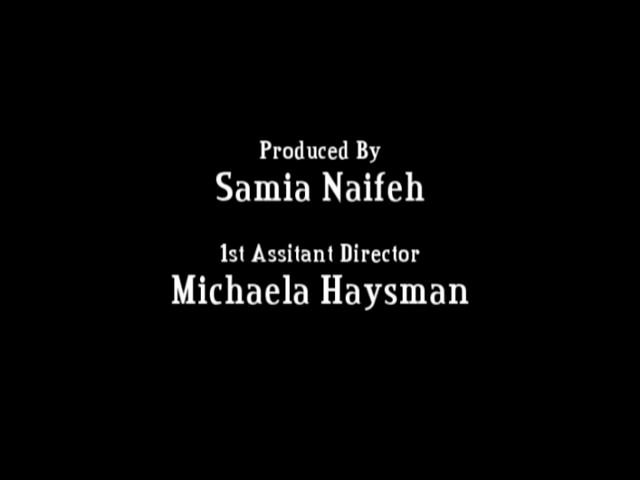 Produced By
Samia Naifeh
1st Assitant Director
Michaela Haysman